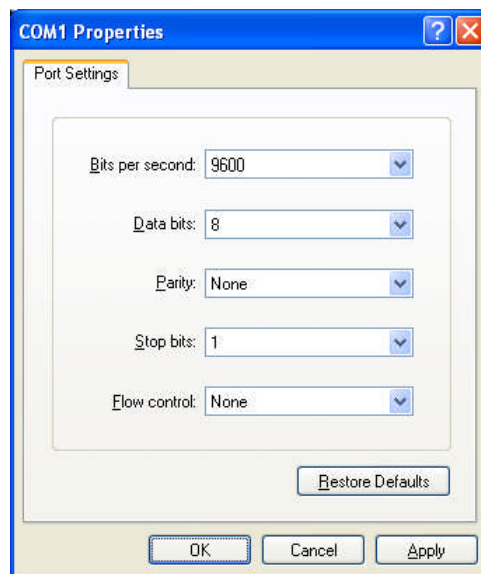 COM1 Properties
Port Settings
Bits per second: 9600
Data bits: 8
Parity: None
Stop bits: 1
Flow control: None
Restore Defaults
OK Cancel Apply